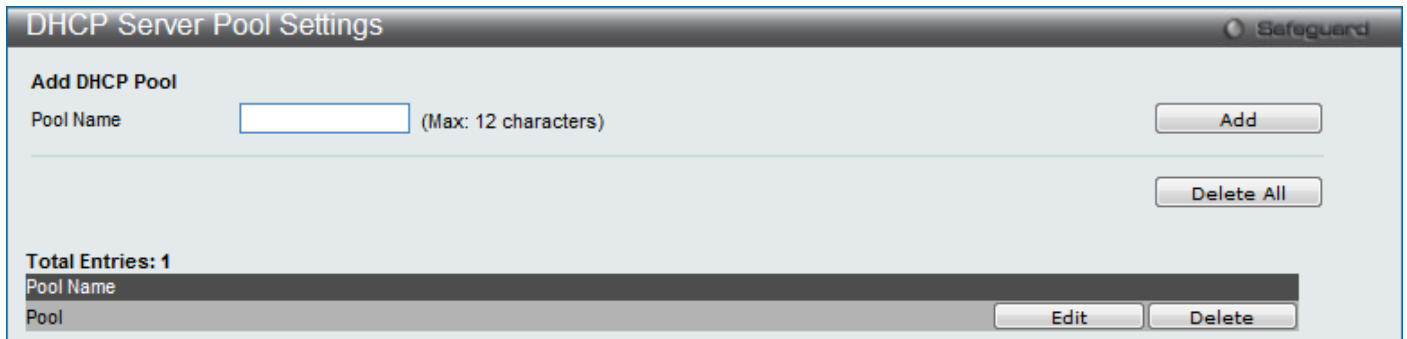 DHCP Server Pool Settings
Safeguard
Add DHCP Pool
Pool Name (Max: 12 characters) Add
Delete All
Total Entries: 1
Pool Name
Pool Edit Delete